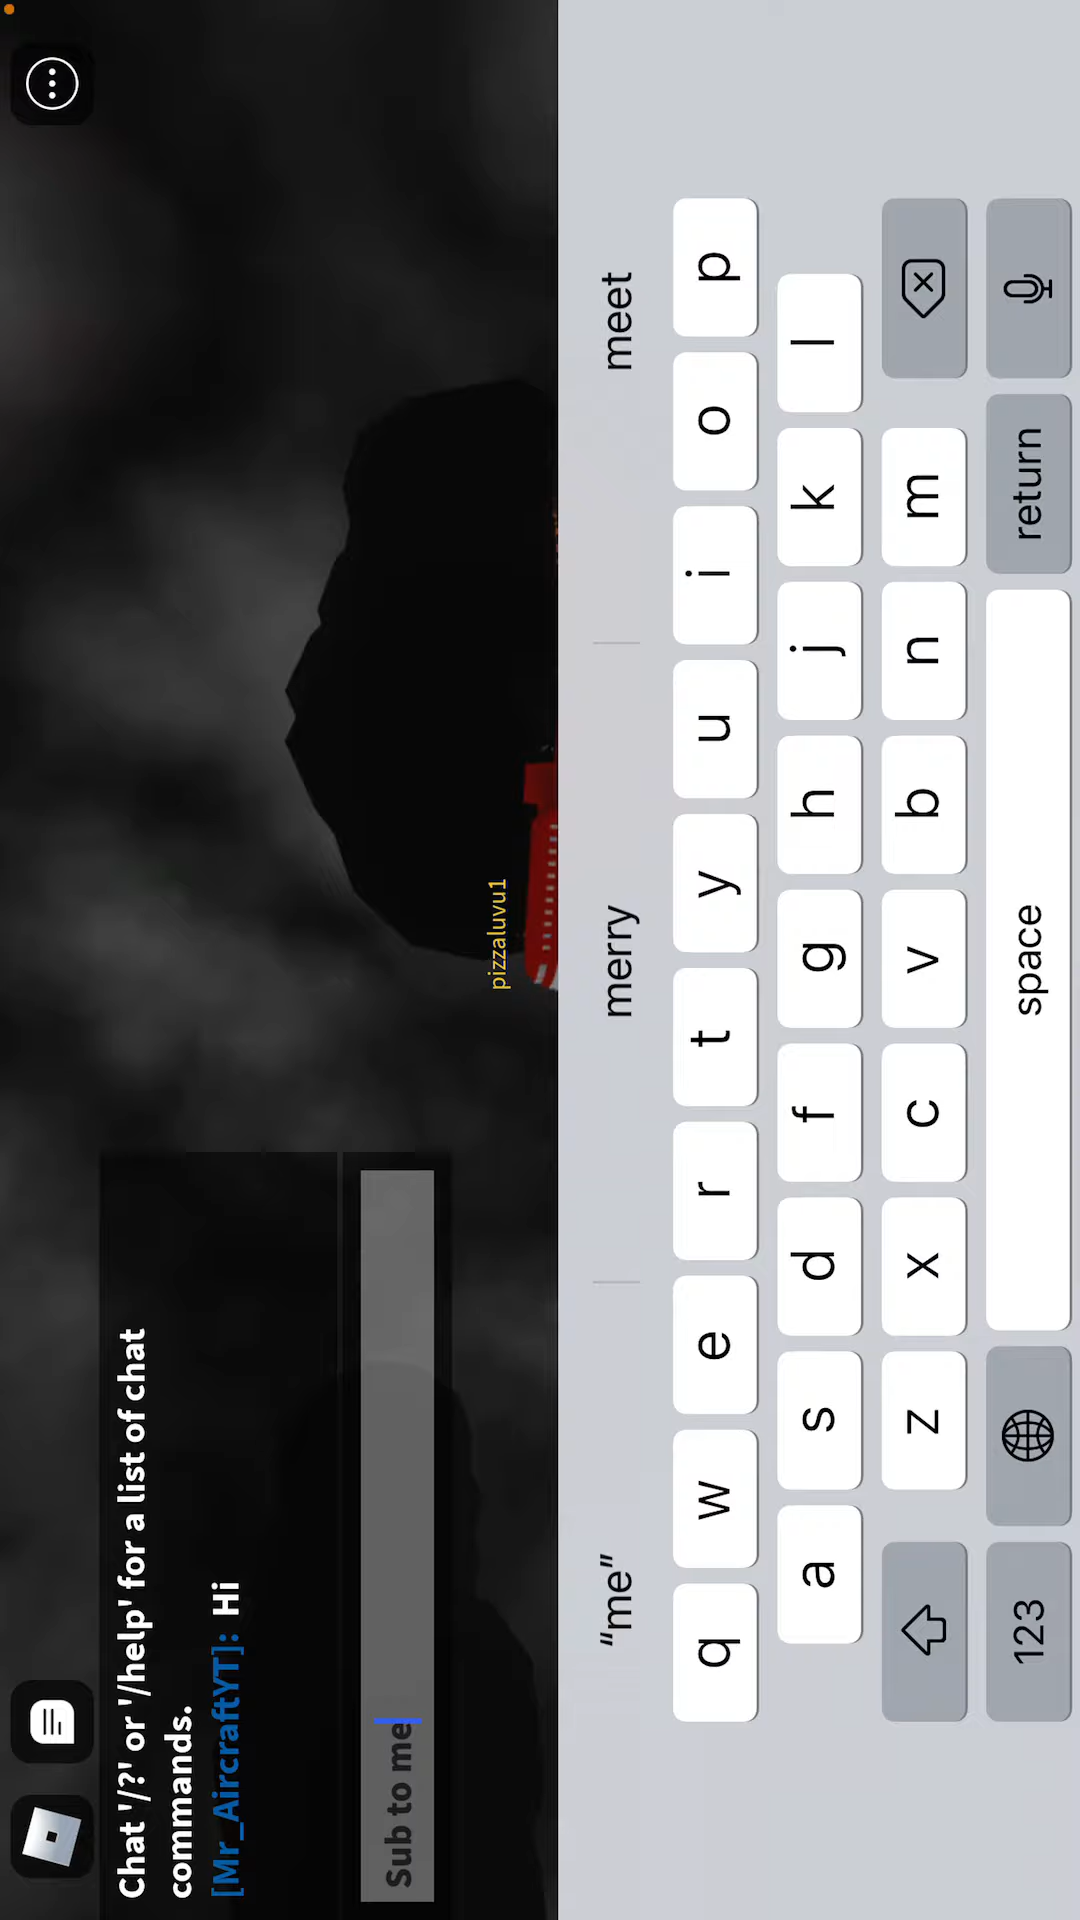 Chat '/?' or '/help' for a list of chat
commands.
[Mr_AircraftYT]: Hi
Sub to me
pizzaluvu1
“me” merry meet
q w e r t y u i o p
a s d f g h j k l
z x c v b n m
123 space return